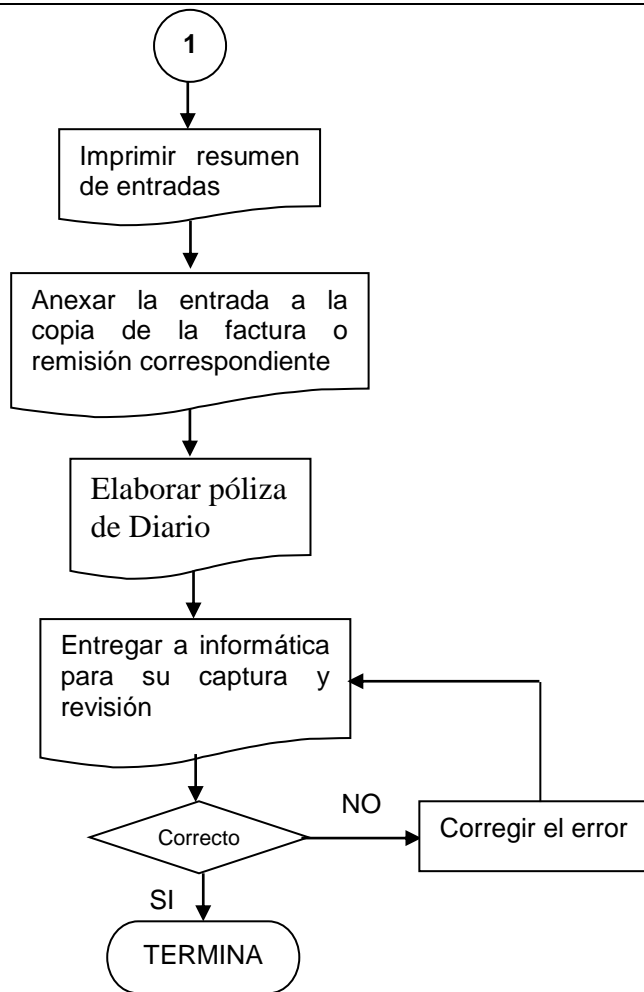 1
Imprimir resumen
de entradas
Anexar la entrada a la
copia de la factura o
remisión correspondiente
Elaborar póliza
de Diario
Entregar a informática
para su captura y
revisión
Correcto
NO
Corregir el error
SI
TERMINA